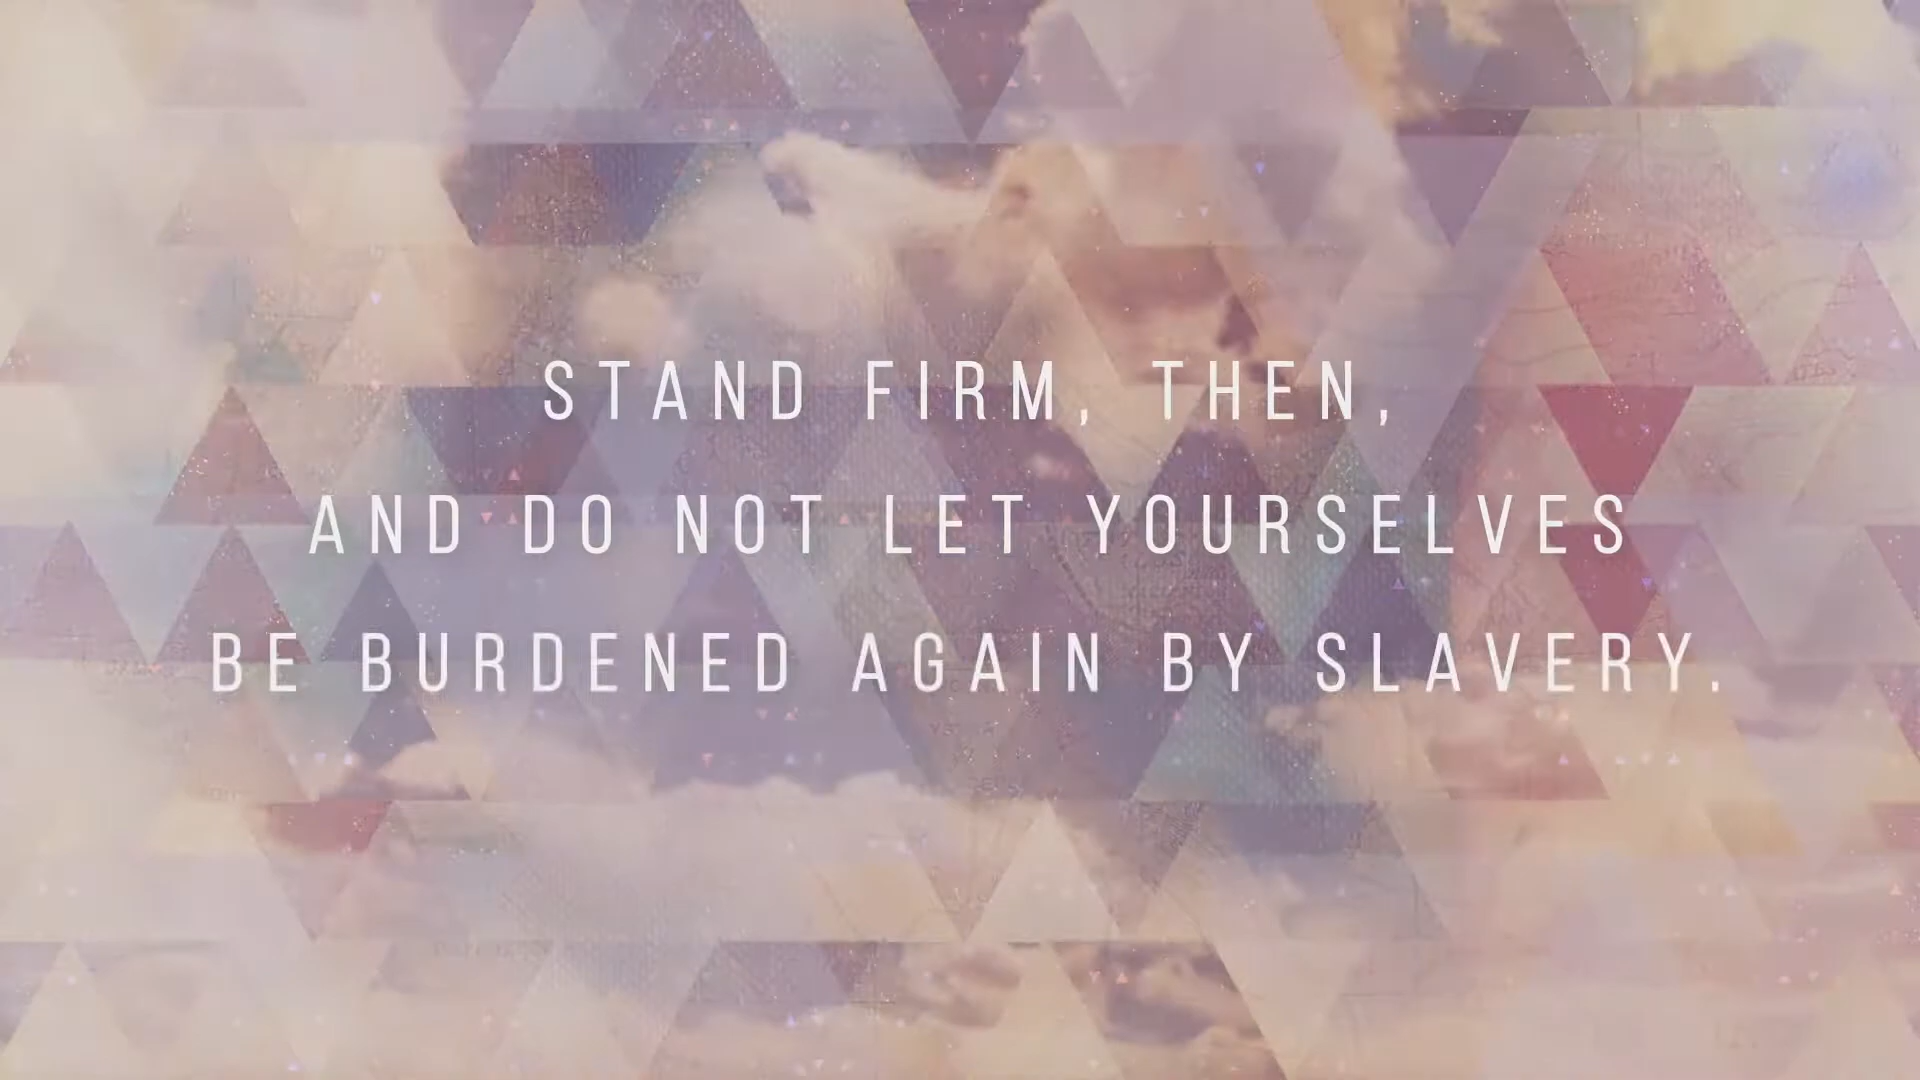 STAND FIRM, THEN,
AND DO NOT LET YOURSELVES
BE BURDENED AGAIN BY SLAVERY.